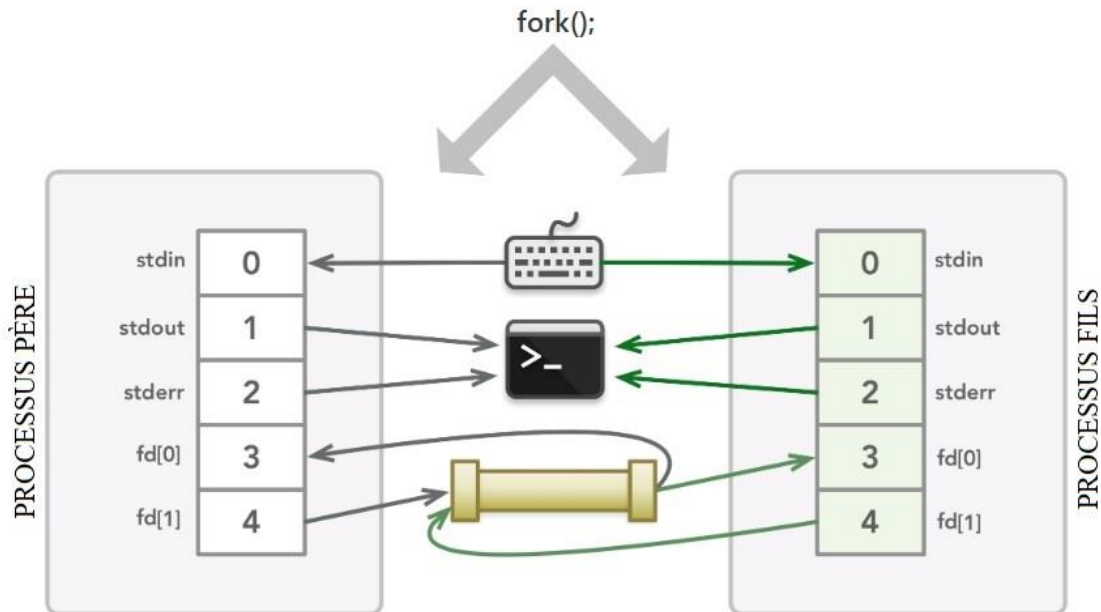 fork();
PROCESSUS PÈRE
stdin 0
stdout 1
stderr 2
fd[0] 3
fd[1] 4
>_
0 stdin
1 stdout
2 stderr
3 fd[0]
4 fd[1]
PROCESSUS FILS